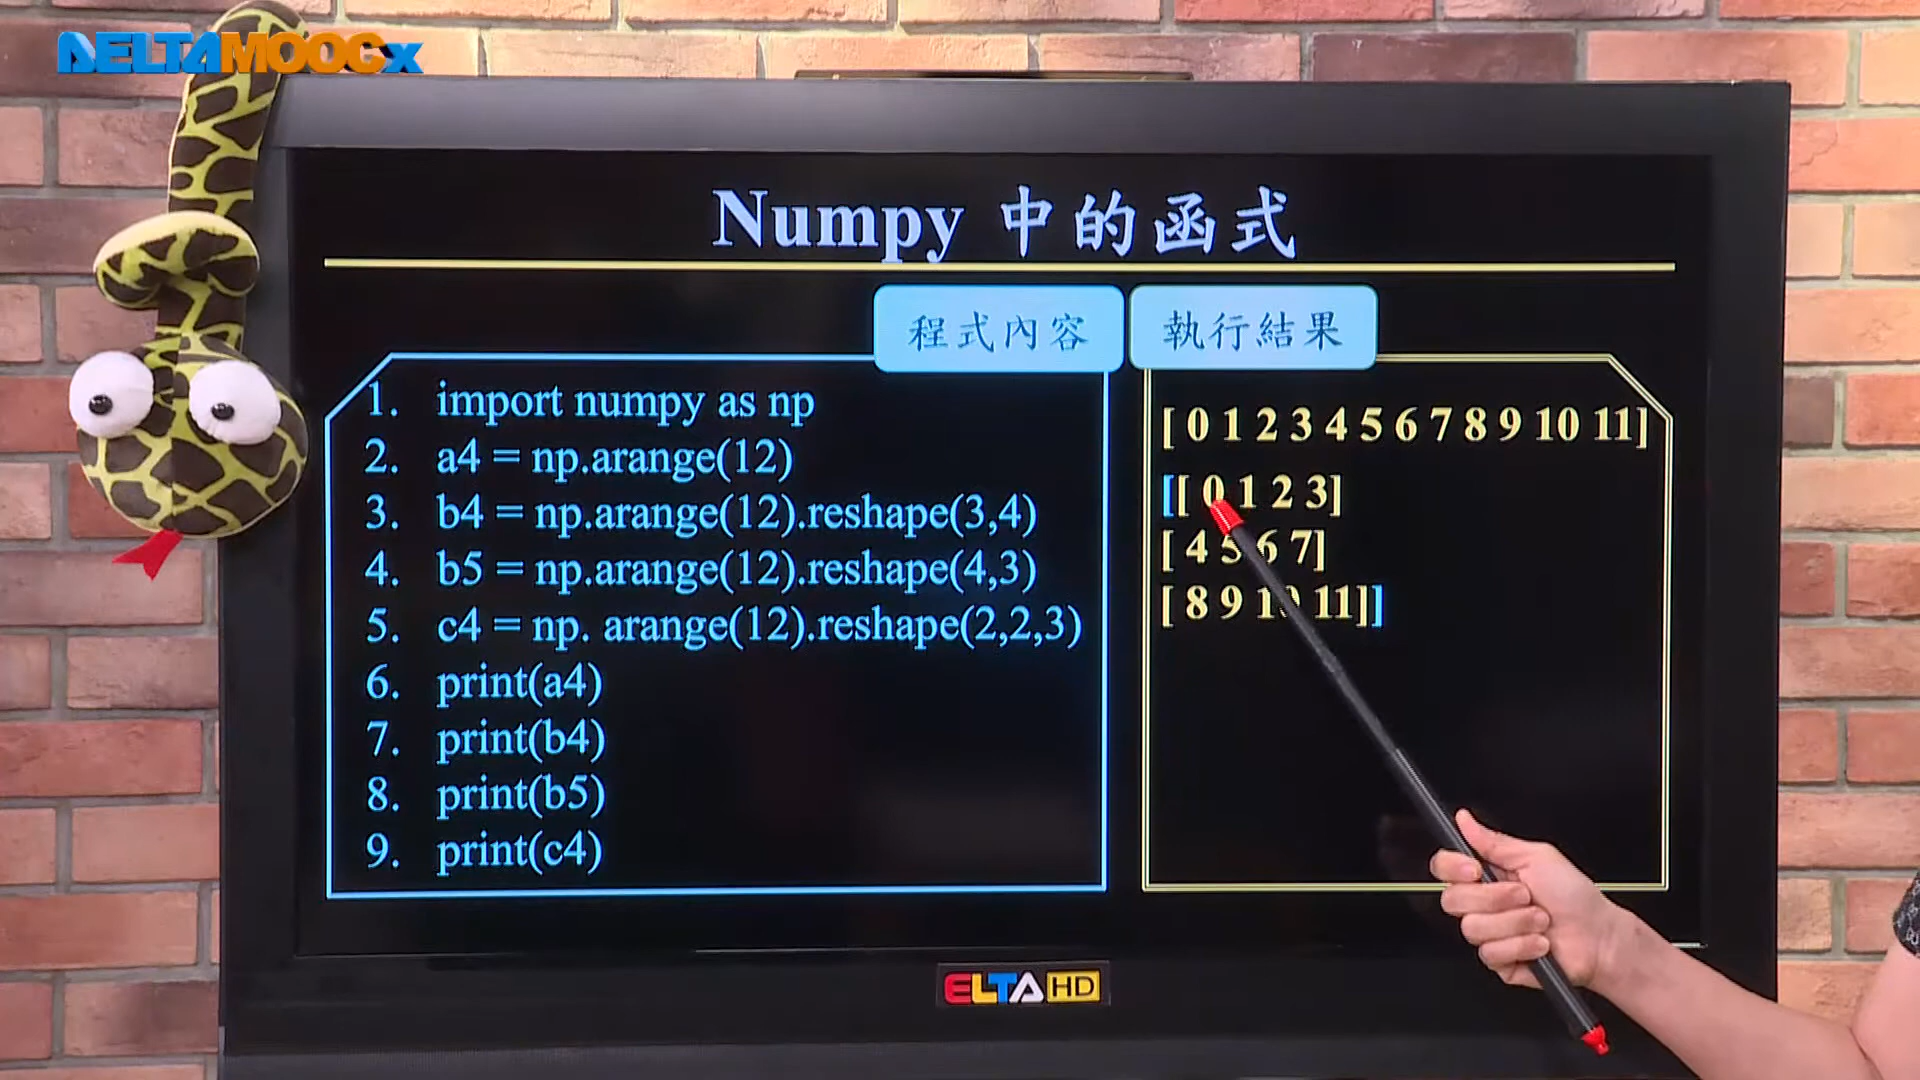 DELTAMOOCx
Numpy 中的函式
程式內容
1. import numpy as np
2. a4 = np.arange(12)
3. b4 = np.arange(12).reshape(3,4)
4. b5 = np.arange(12).reshape(4,3)
5. c4 = np. arange(12).reshape(2,2,3)
6. print(a4)
7. print(b4)
8. print(b5)
9. print(c4)
執行結果
[ 0 1 2 3 4 5 6 7 8 9 10 11]
[[ 0 1 2 3]
[ 4 5 6 7]
[ 8 9 10 11]]
ELTA HD